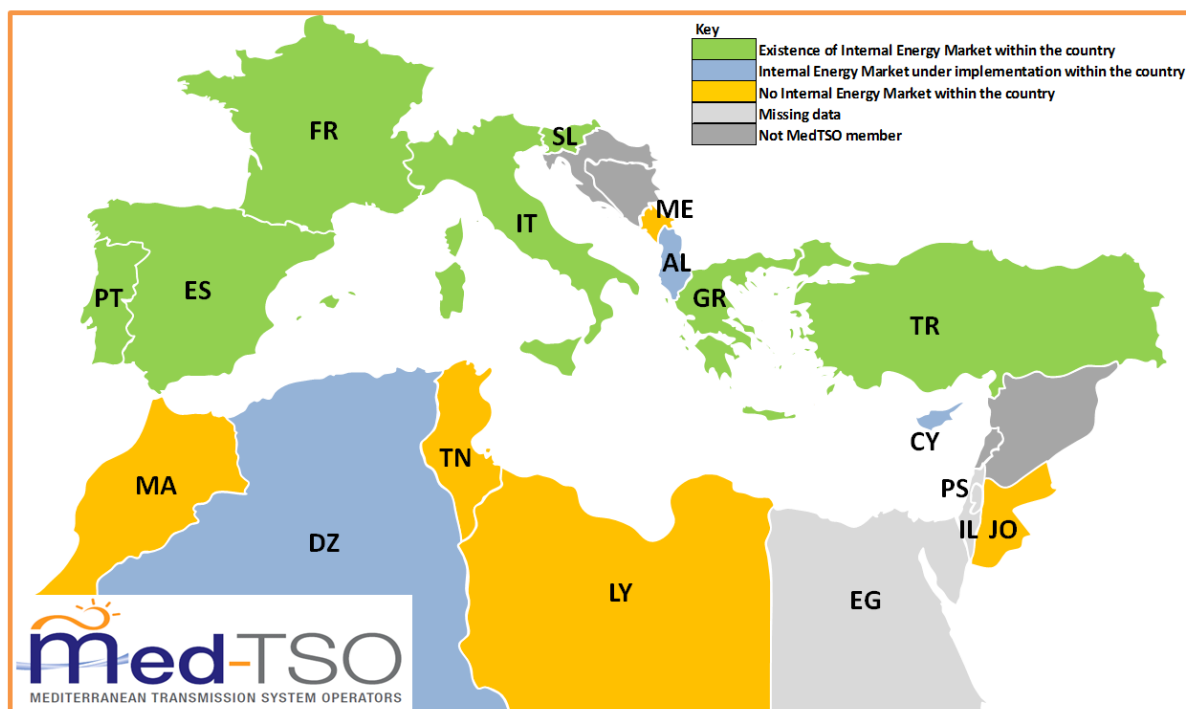 Key
Existence of Internal Energy Market within the country
Internal Energy Market under implementation within the country
No Internal Energy Market within the country
Missing data
Not MedTSO member
FR
SL
IT
ME
AL
PT
ES
GR
TR
CY
MA
TN
PS
IL
JO
DZ
LY
EG
Med-TSO
MEDITERRANEAN TRANSMISSION SYSTEM OPERATORS